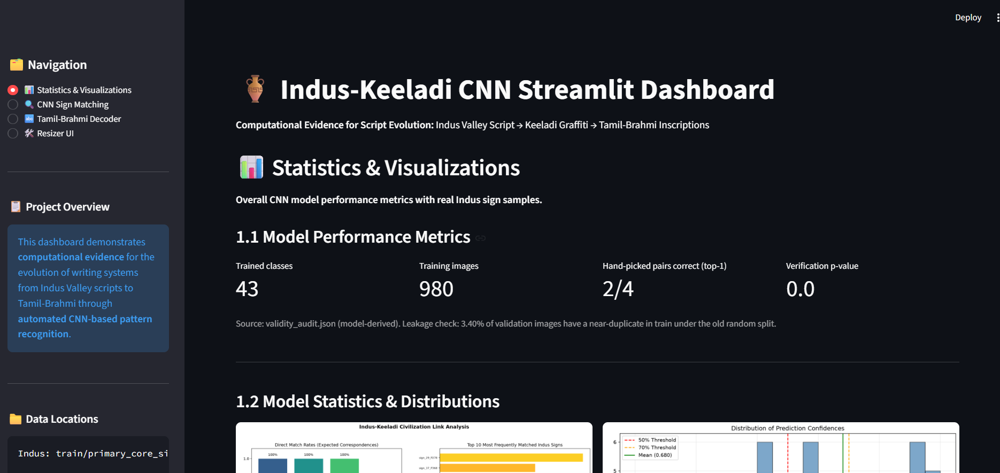 Deploy
Navigation
Statistics & Visualizations
CNN Sign Matching
abc Tamil-Brahmi Decoder
Resizer UI
Project Overview
This dashboard demonstrates
computational evidence for the
evolution of writing systems
from Indus Valley scripts to
Tamil-Brahmi through
automated CNN-based pattern
recognition.
Data Locations
Indus: train/primary_core_si
Indus-Keeladi CNN Streamlit Dashboard
Computational Evidence for Script Evolution: Indus Valley Script → Keeladi Graffiti → Tamil-Brahmi Inscriptions
Statistics & Visualizations
Overall CNN model performance metrics with real Indus sign samples.
1.1 Model Performance Metrics
Trained classes
43
Training images
980
Hand-picked pairs correct (top-1)
2/4
Verification p-value
0.0
Source: validity_audit.json (model-derived). Leakage check: 3.40% of validation images have a near-duplicate in train under the old random split.
1.2 Model Statistics & Distributions
Indus-Keeladi Civilization Link Analysis
Direct Match Rates (Expected Correspondences)
100% 100% 100%
1.0
Top 10 Most Frequently Matched Indus Signs
sign_29_P278
sign_37_P368
Distribution of Prediction Confidences
50% Threshold
70% Threshold
Mean (0.680)
6
5